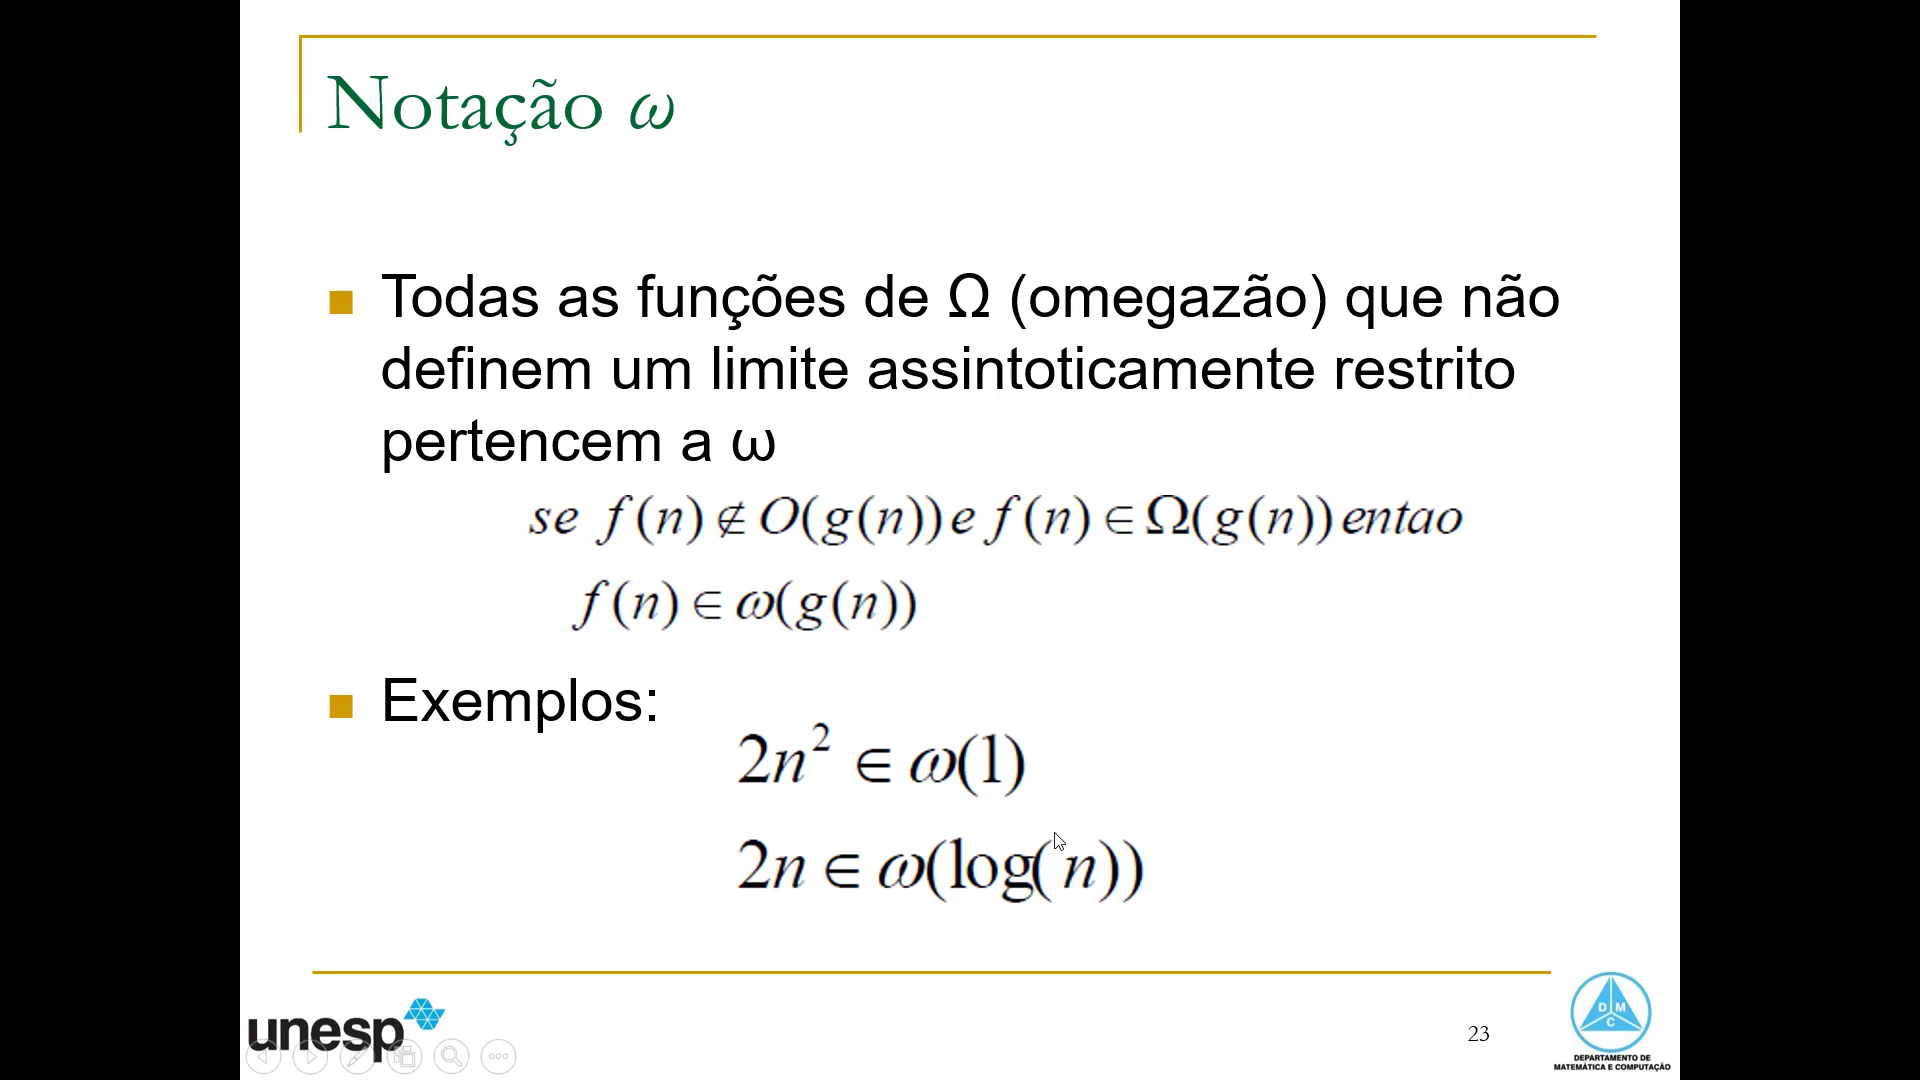 Notação ω
Todas as funções de Ω (omegazão) que não
definem um limite assintoticamente restrito
pertencem a ω
se f(n)∉O(g(n)) e f(n)∈Ω(g(n)) entao
f(n)∈ω(g(n))
Exemplos:
2n² ∈ ω(1)
2n ∈ ω(log(n))
unesp
23
D M
C
DEPARTAMENTO DE
MATEMÁTICA E COMPUTAÇÃO